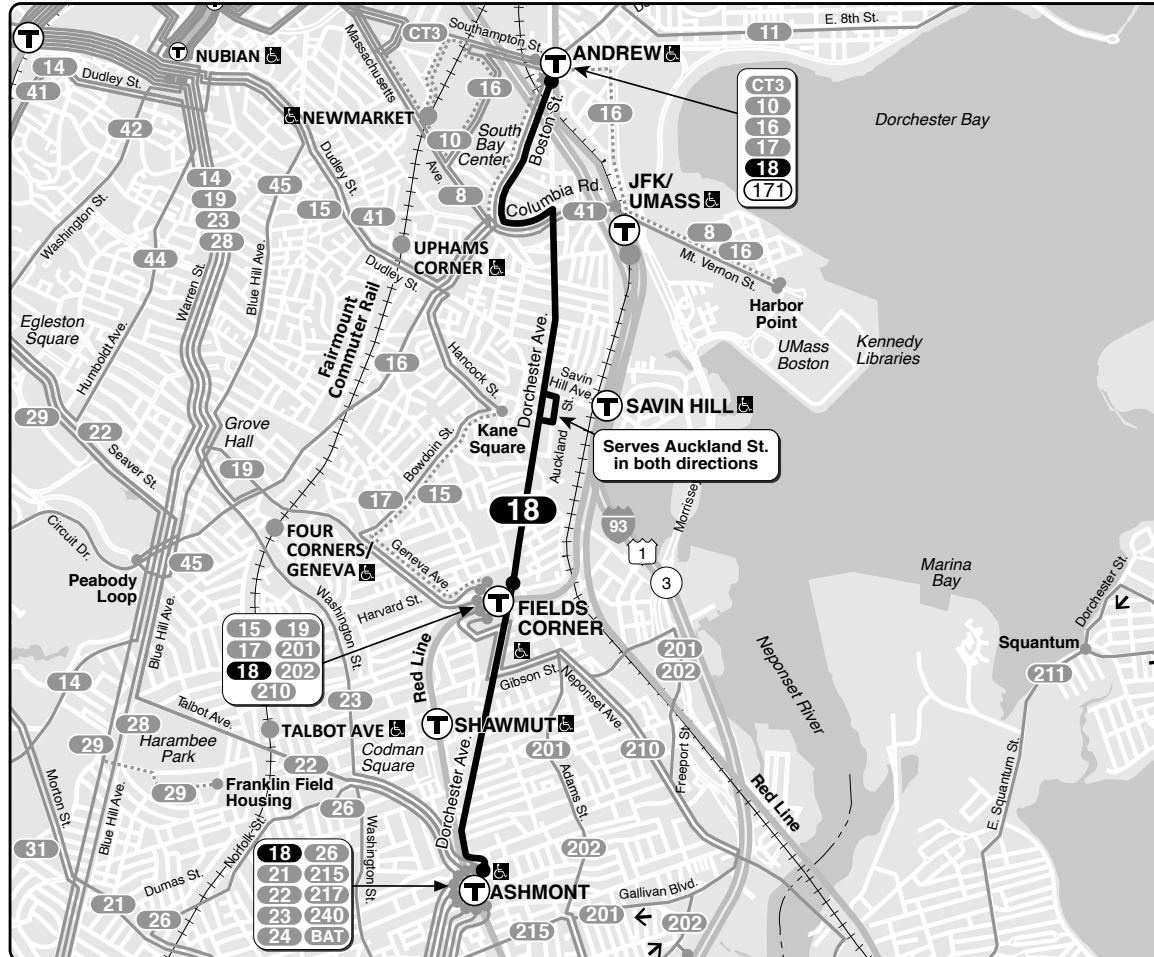 E. 8th St.
11
Southampton St.
CT3
T
T
NUBIAN
T
ANDREW
Massachusetts
Ave.
14
Dudley St.
41
42
16
16
CT3
10
16
17
18
171
Dorchester Bay
NEWMARKET
10
South
Bay
Center
Boston St.
Dudley St.
14
19
23
28
45
15
41
8
Columbia Rd.
41
JFK/
UMASS
T
8
16
Mt. Vernon St.
Washington St.
44
Warren St.
Blue Hill Ave.
UPHAMS
CORNER
Dudley St.
Harbor
Point
UMass
Boston
Kennedy
Libraries
Egleston
Square
Humboldt Ave.
Fairmount
Commuter Rail
16
Hancock St.
Dorchester Ave.
Savin
Hill Ave.
Auckland
St.
T
SAVIN HILL
29
22
Seaver St.
Grove
Hall
19
Kane
Square
Serves Auckland St.
in both directions
Bowdoin St.
17
15
18
93
1
3
Morrissey
Circuit Dr.
45
Peabody
Loop
FOUR
CORNERS/
GENEVA
Geneva Ave
Harvard St.
Washington St.
T
FIELDS
CORNER
Marina
Bay
Dorchester St.
Squantum
211
15 19
17 201
18 202
210
Blue Hill Ave.
Red Line
Gibson St.
Neponset Ave.
201
202
Neponset River
14
28
29
Talbot Ave.
Harambee
Park
TALBOT AVE
23
Codman
Square
T
SHAWMUT
201
210
Freeport St.
22
29
Franklin Field
Housing
26
Dorchester Ave.
Adams St.
Red Line
E. Squantum St.
Morton St.
Blue Hill Ave.
Norfolk St.
Washington St.
31
Dumas St.
21
26
18 26
21 215
22 217
23 240
24 BAT
T
ASHMONT
202
Gallivan Blvd.
201
202
215